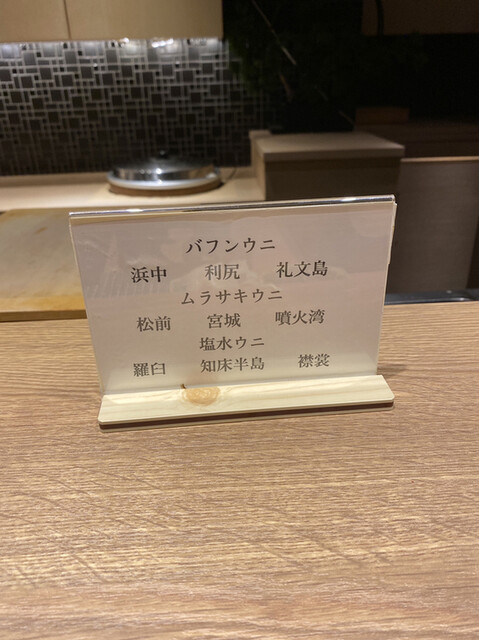 バフンウニ
浜中 利尻 礼文島
ムラサキウニ
松前 宮城 噴火湾
塩水ウニ
羅臼 知床半島 襟裳